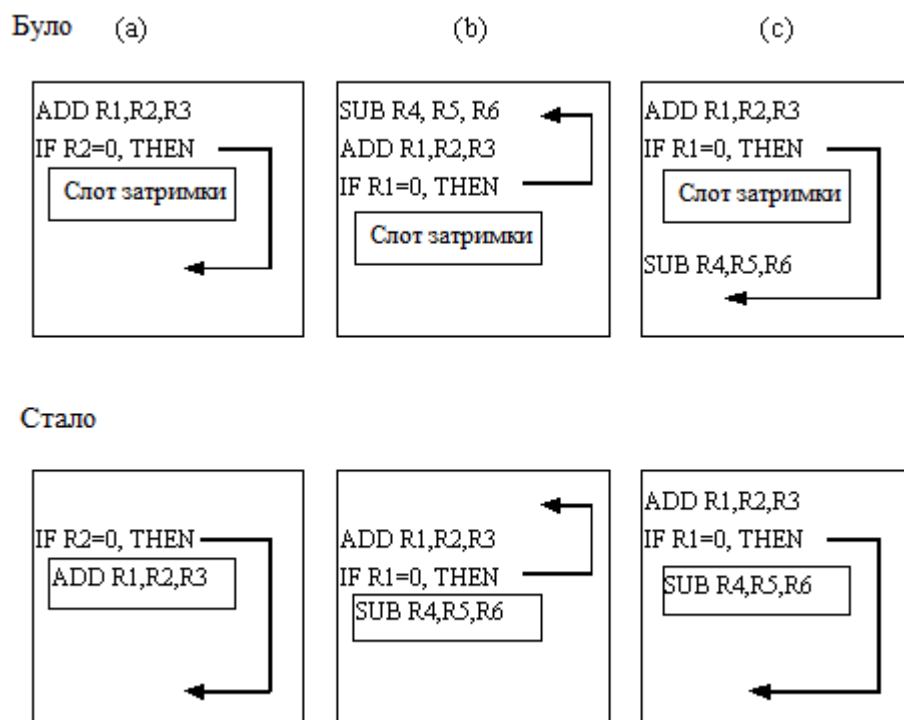 Було (a) (b) (c)
ADD R1,R2,R3
IF R2=0, THEN
Слот затримки
SUB R4, R5, R6
ADD R1,R2,R3
IF R1=0, THEN
Слот затримки
ADD R1,R2,R3
IF R1=0, THEN
Слот затримки
SUB R4,R5,R6
Стало
IF R2=0, THEN
ADD R1,R2,R3
ADD R1,R2,R3
IF R1=0, THEN
SUB R4,R5,R6
ADD R1,R2,R3
IF R1=0, THEN
SUB R4,R5,R6